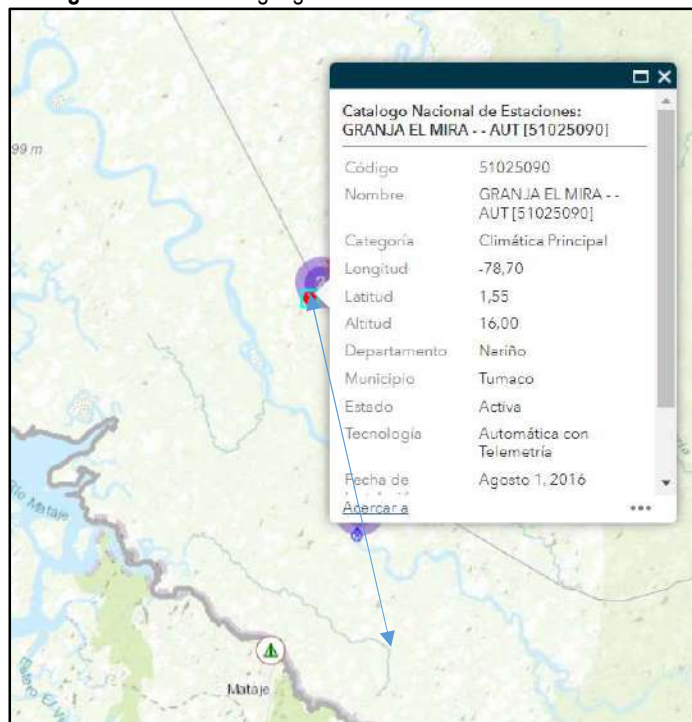 99 m
Catalogo Nacional de Estaciones:
GRANJA EL MIRA - - AUT [51025090]
Código 51025090
Nombre GRANJA EL MIRA - -
AUT [51025090]
Categoría Climática Principal
Longitud -78,70
Latitud 1,55
Altitud 16,00
Departamento Nariño
Municipio Tumaco
Estado Activa
Tecnología Automática con
Telemetría
Fecha de Agosto 1, 2016
Acercar a
Río Mataje
Mataje